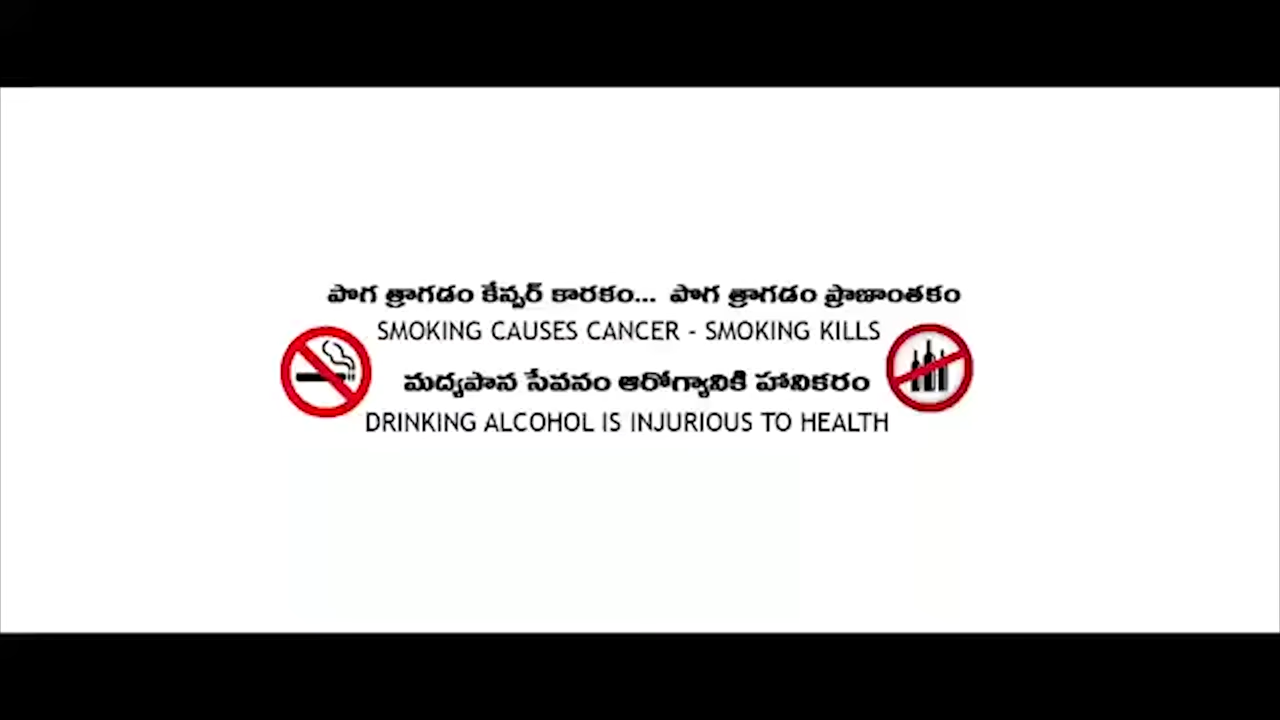 పొగ త్రాగడం కేన్సర్ కారకం... పొగ త్రాగడం ప్రాణాంతకం
SMOKING CAUSES CANCER - SMOKING KILLS
మద్యపాన సేవనం ఆరోగ్యానికి హానికరం
DRINKING ALCOHOL IS INJURIOUS TO HEALTH